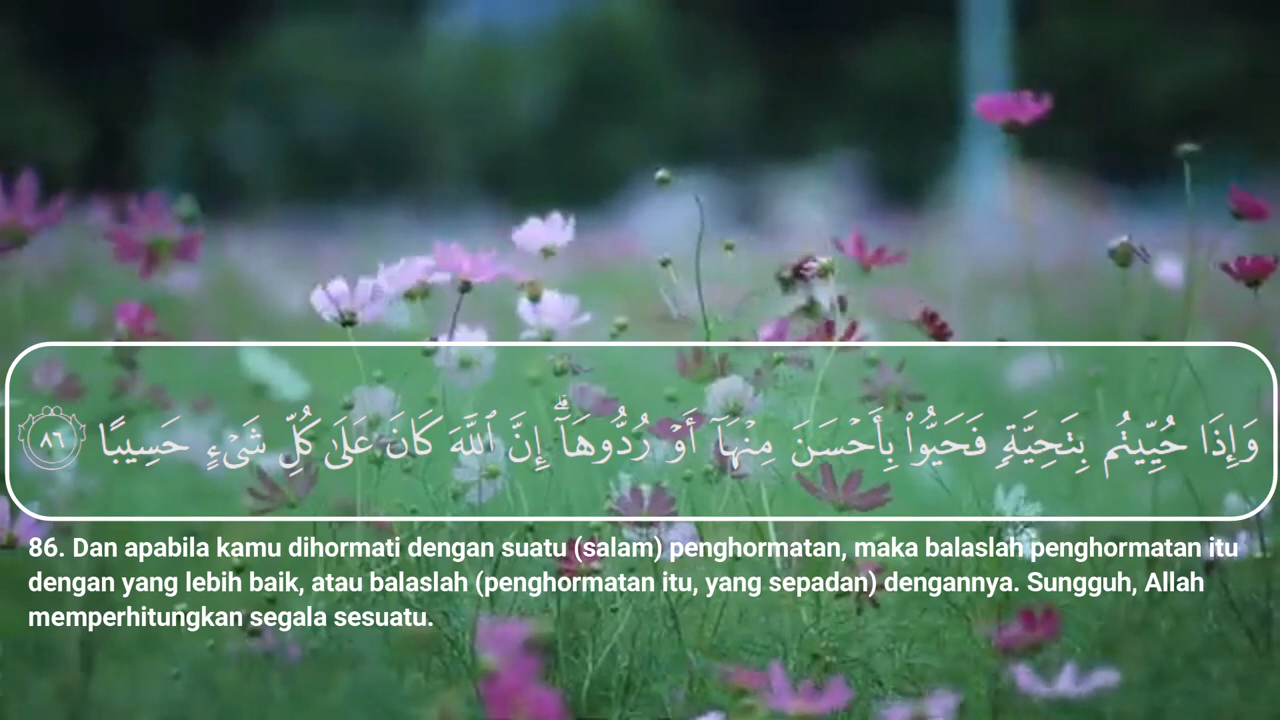 وَإِذَا حُيِّيتُم بِتَحِيَّةٍ فَحَيُّوا۟ بِأَحْسَنَ مِنْهَآ أَوْ رُدُّوهَآ ۗ إِنَّ ٱللَّهَ كَانَ عَلَىٰ كُلِّ شَىْءٍ حَسِيبًا ٨٦
86. Dan apabila kamu dihormati dengan suatu (salam) penghormatan, maka balaslah penghormatan itu
dengan yang lebih baik, atau balaslah (penghormatan itu, yang sepadan) dengannya. Sungguh, Allah
memperhitungkan segala sesuatu.